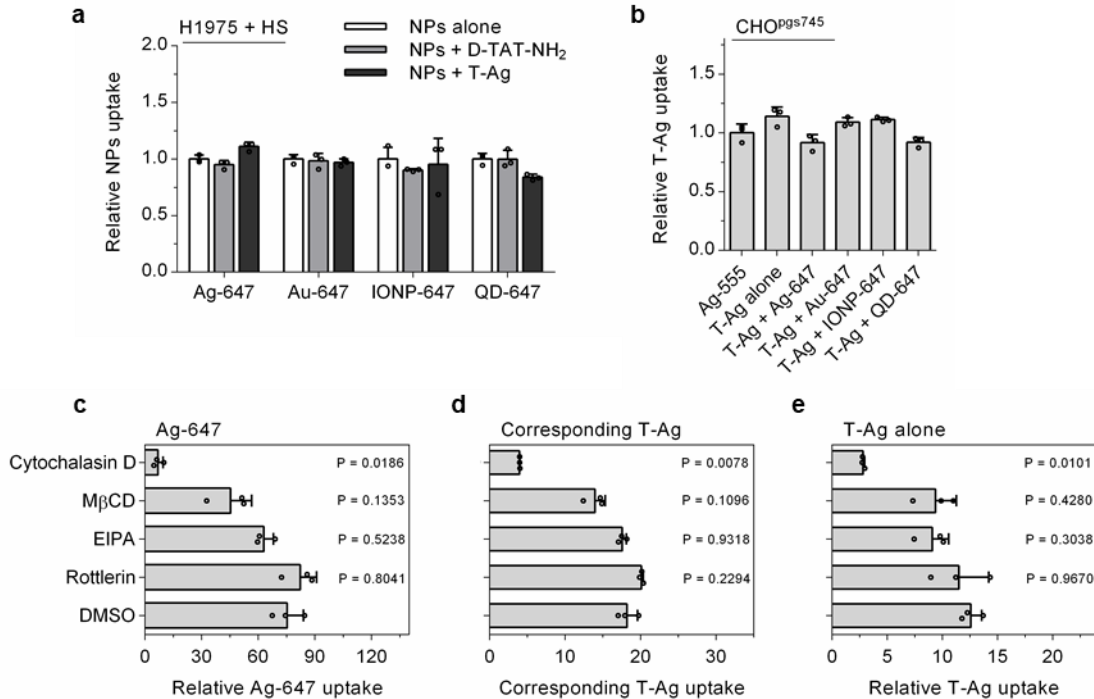 a
H1975 + HS
NPs alone
NPs + D-TAT-NH₂
NPs + T-Ag
Relative NPs uptake
2.0
1.5
1.0
0.5
0.0
Ag-647
Au-647
IONP-647
QD-647
b
CHOpgs745
Relative T-Ag uptake
1.5
1.0
0.5
0.0
Ag-555
T-Ag alone
T-Ag + Ag-647
T-Ag + Au-647
T-Ag + IONP-647
T-Ag + QD-647
c
Ag-647
Cytochalasin D
P = 0.0186
MβCD
P = 0.1353
EIPA
P = 0.5238
Rottlerin
P = 0.8041
DMSO
0 30 60 90 120
Relative Ag-647 uptake
d
Corresponding T-Ag
P = 0.0078
P = 0.1096
P = 0.9318
P = 0.2294
0 10 20 30
Corresponding T-Ag uptake
e
T-Ag alone
P = 0.0101
P = 0.4280
P = 0.3038
P = 0.9670
0 5 10 15 20
Relative T-Ag uptake